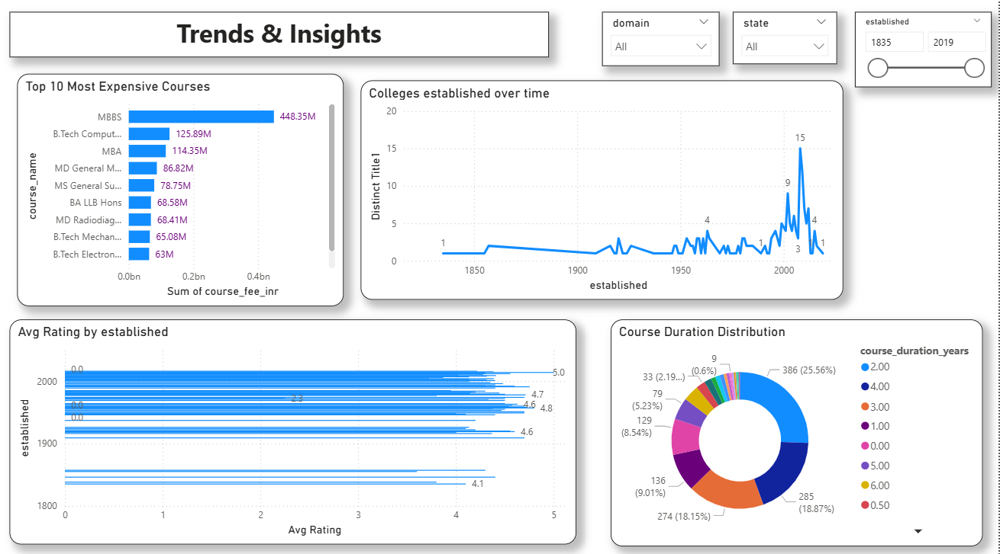 Trends & Insights
domain
All
state
All
established
1835
2019
Top 10 Most Expensive Courses
course_name
MBBS
448.35M
B.Tech Comput...
125.89M
MBA
114.35M
MD General M...
86.82M
MS General Su...
78.75M
BA LLB Hons
68.58M
MD Radiodiag...
68.41M
B.Tech Mechan...
65.08M
B.Tech Electron...
63M
0.0bn
0.2bn
0.4bn
Sum of course_fee_inr
Colleges established over time
Distinct Title1
20
15
10
5
0
1
4
1
9
3
15
4
1
1850
1900
1950
2000
established
Avg Rating by established
established
2000
1900
1800
0.0
5.0
2.3
4.7
0.0
4.6
4.8
0.0
4.6
4.1
0
1
2
3
4
5
Avg Rating
Course Duration Distribution
386 (25.56%)
285
(18.87%)
274 (18.15%)
136
(9.01%)
129
(8.54%)
79
(5.23%)
33 (2.19...)
9
(0.6%)
course_duration_years
2.00
4.00
3.00
1.00
0.00
5.00
6.00
0.50